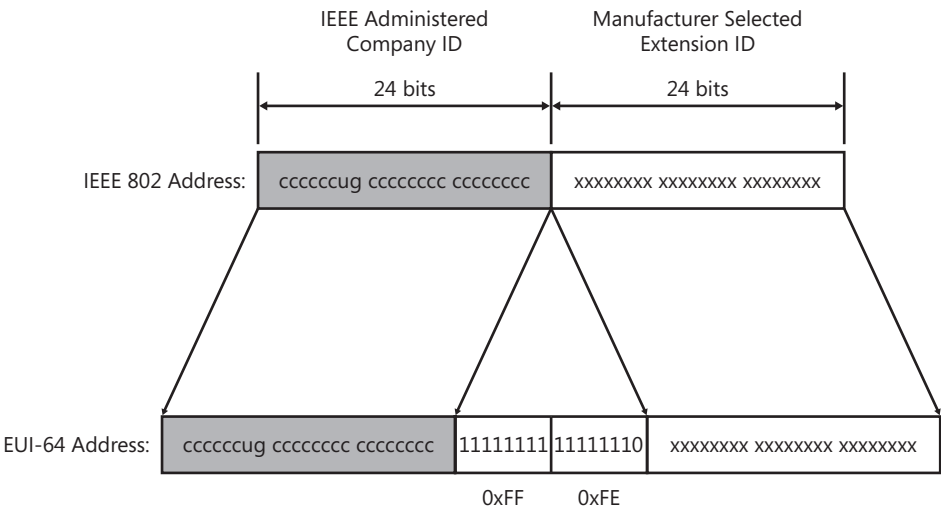 IEEE Administered
Company ID
Manufacturer Selected
Extension ID
24 bits
24 bits
IEEE 802 Address:
ccccccug cccccccc cccccccc
xxxxxxxx xxxxxxxx xxxxxxxx
EUI-64 Address:
ccccccug cccccccc cccccccc
11111111
11111110
xxxxxxxx xxxxxxxx xxxxxxxx
0xFF
0xFE